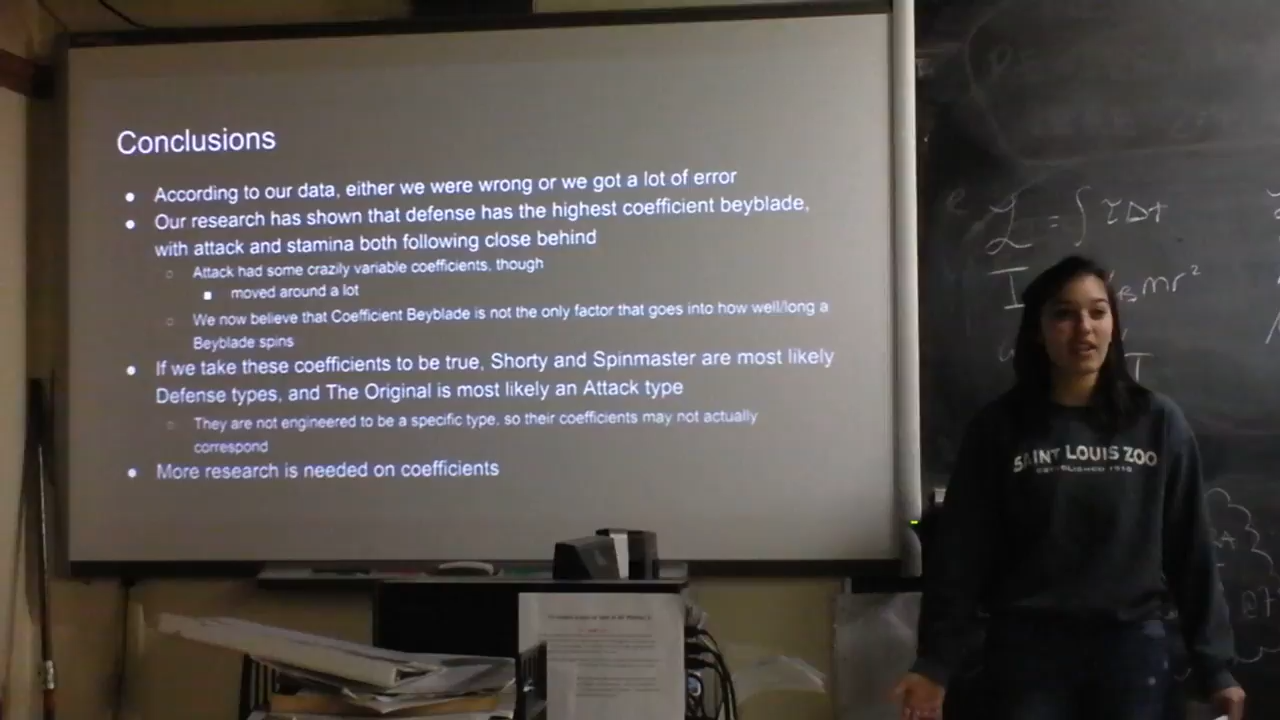 Conclusions
● According to our data, either we were wrong or we got a lot of error
● Our research has shown that defense has the highest coefficient beyblade,
with attack and stamina both following close behind
○ Attack had some crazily variable coefficients, though
■ moved around a lot
○ We now believe that Coefficient Beyblade is not the only factor that goes into how well/long a
Beyblade spins
● If we take these coefficients to be true, Shorty and Spinmaster are most likely
Defense types, and The Original is most likely an Attack type
○ They are not engineered to be a specific type, so their coefficients may not actually
correspond
● More research is needed on coefficients
= ∫ τΔt
I
mr²
SAINT LOUIS ZOO
ESTABLISHED 1910